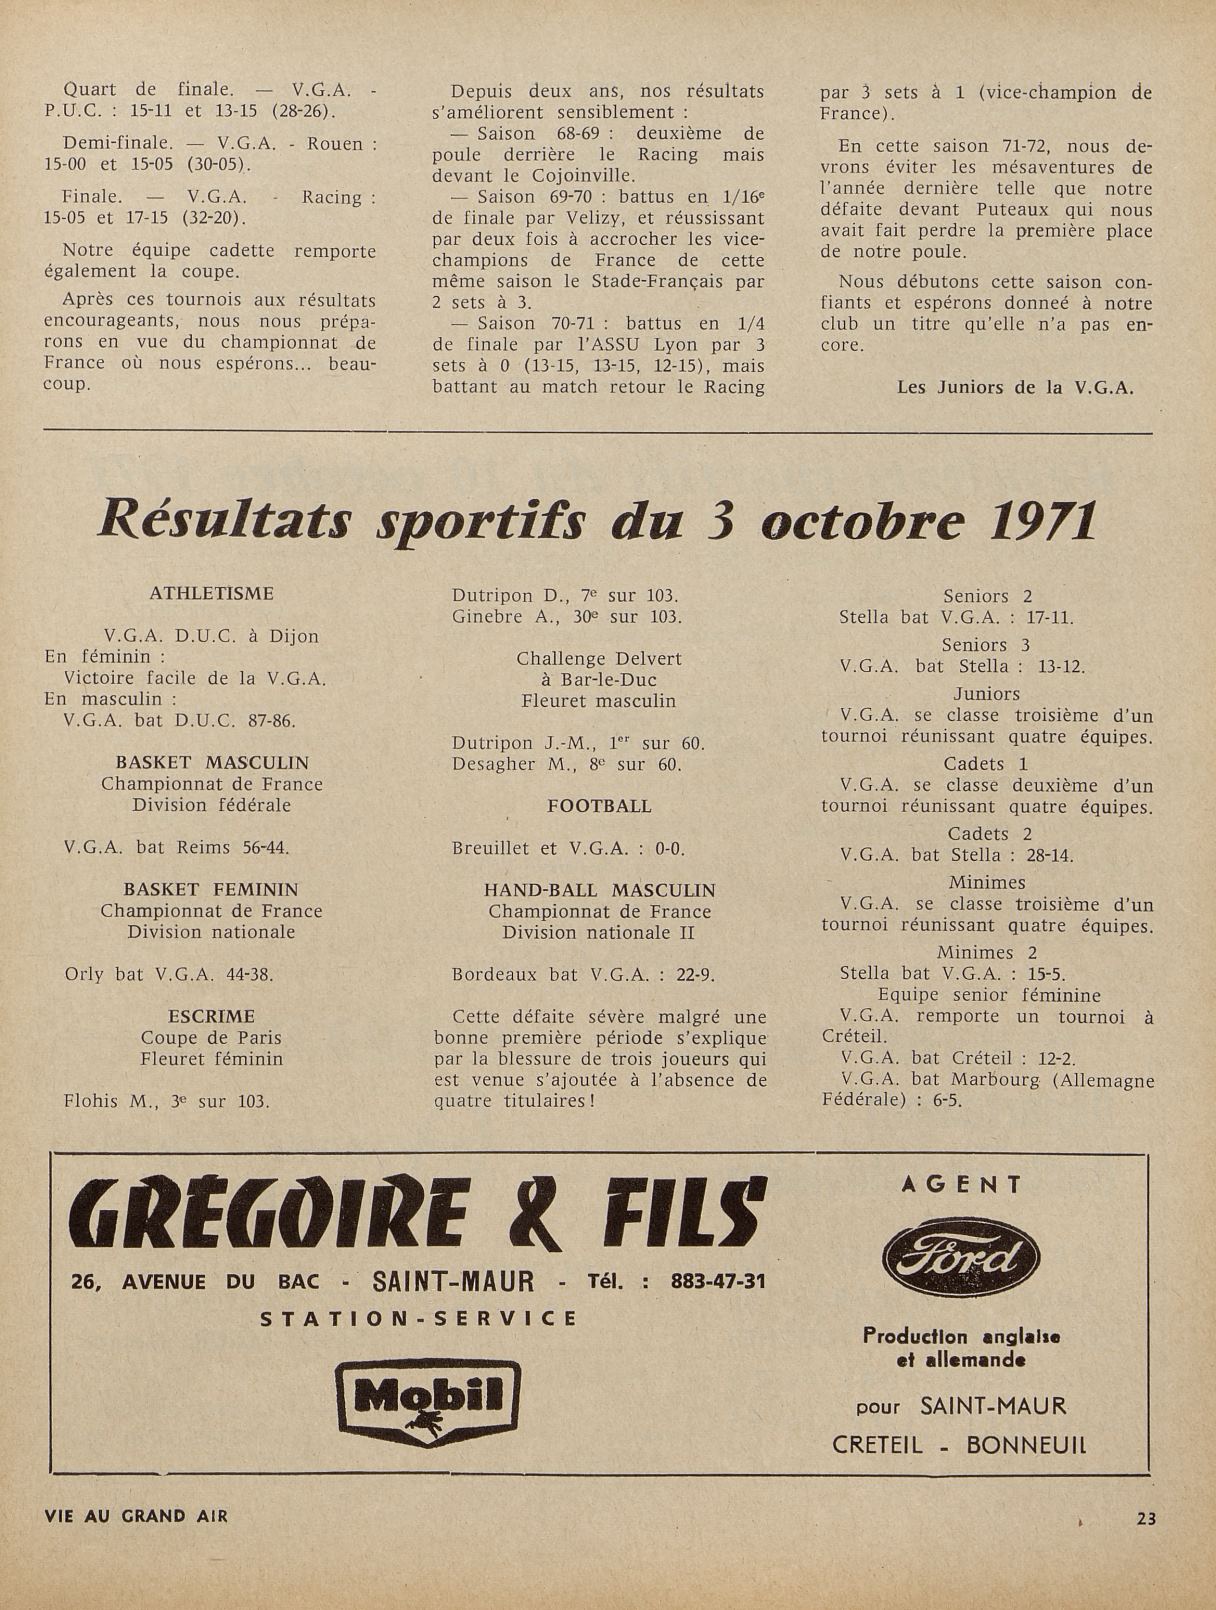 Quart de finale. — V.G.A. -
P.U.C. : 15-11 et 13-15 (28-26).
Demi-finale. — V.G.A. - Rouen :
15-00 et 15-05 (30-05).
Finale. — V.G.A. - Racing :
15-05 et 17-15 (32-20).
Notre équipe cadette remporte
également la coupe.
Après ces tournois aux résultats
encourageants, nous nous prépa-
rons en vue du championnat de
France où nous espérons... beau-
coup.
Depuis deux ans, nos résultats
s'améliorent sensiblement :
— Saison 68-69 : deuxième de
poule derrière le Racing mais
devant le Cojoinville.
— Saison 69-70 : battus en 1/16e
de finale par Velizy, et réussissant
par deux fois à accrocher les vice-
champions de France de cette
même saison le Stade-Français par
2 sets à 3.
— Saison 70-71 : battus en 1/4
de finale par l'ASSU Lyon par 3
sets à 0 (13-15, 13-15, 12-15), mais
battant au match retour le Racing
par 3 sets à 1 (vice-champion de
France).
En cette saison 71-72, nous de-
vrons éviter les mésaventures de
l'année dernière telle que notre
défaite devant Puteaux qui nous
avait fait perdre la première place
de notre poule.
Nous débutons cette saison con-
fiants et espérons donneé à notre
club un titre qu'elle n'a pas en-
core.
Les Juniors de la V.G.A.
Résultats sportifs du 3 octobre 1971
ATHLETISME
V.G.A. D.U.C. à Dijon
En féminin :
Victoire facile de la V.G.A.
En masculin :
V.G.A. bat D.U.C. 87-86.
BASKET MASCULIN
Championnat de France
Division fédérale
V.G.A. bat Reims 56-44.
BASKET FEMININ
Championnat de France
Division nationale
Orly bat V.G.A. 44-38.
ESCRIME
Coupe de Paris
Fleuret féminin
Flohis M., 3e sur 103.
Dutripon D., 7e sur 103.
Ginebre A., 30e sur 103.
Challenge Delvert
à Bar-le-Duc
Fleuret masculin
Dutripon J.-M., 1er sur 60.
Desagher M., 8e sur 60.
FOOTBALL
Breuillet et V.G.A. : 0-0.
HAND-BALL MASCULIN
Championnat de France
Division nationale II
Bordeaux bat V.G.A. : 22-9.
Cette défaite sévère malgré une
bonne première période s'explique
par la blessure de trois joueurs qui
est venue s'ajoutée à l'absence de
quatre titulaires !
Seniors 2
Stella bat V.G.A. : 17-11.
Seniors 3
V.G.A. bat Stella : 13-12.
Juniors
V.G.A. se classe troisième d'un
tournoi réunissant quatre équipes.
Cadets 1
V.G.A. se classe deuxième d'un
tournoi réunissant quatre équipes.
Cadets 2
V.G.A. bat Stella : 28-14.
Minimes
V.G.A. se classe troisième d'un
tournoi réunissant quatre équipes.
Minimes 2
Stella bat V.G.A. : 15-5.
Equipe senior féminine
V.G.A. remporte un tournoi à
Créteil.
V.G.A. bat Créteil : 12-2.
V.G.A. bat Marbourg (Allemagne
Fédérale) : 6-5.
GRÉGOIRE & FILS
26, AVENUE DU BAC - SAINT-MAUR - Tél. : 883-47-31
STATION-SERVICE
Mobil
AGENT
Ford
Production anglaise
et allemande
pour SAINT-MAUR
CRETEIL - BONNEUIL
VIE AU GRAND AIR
23